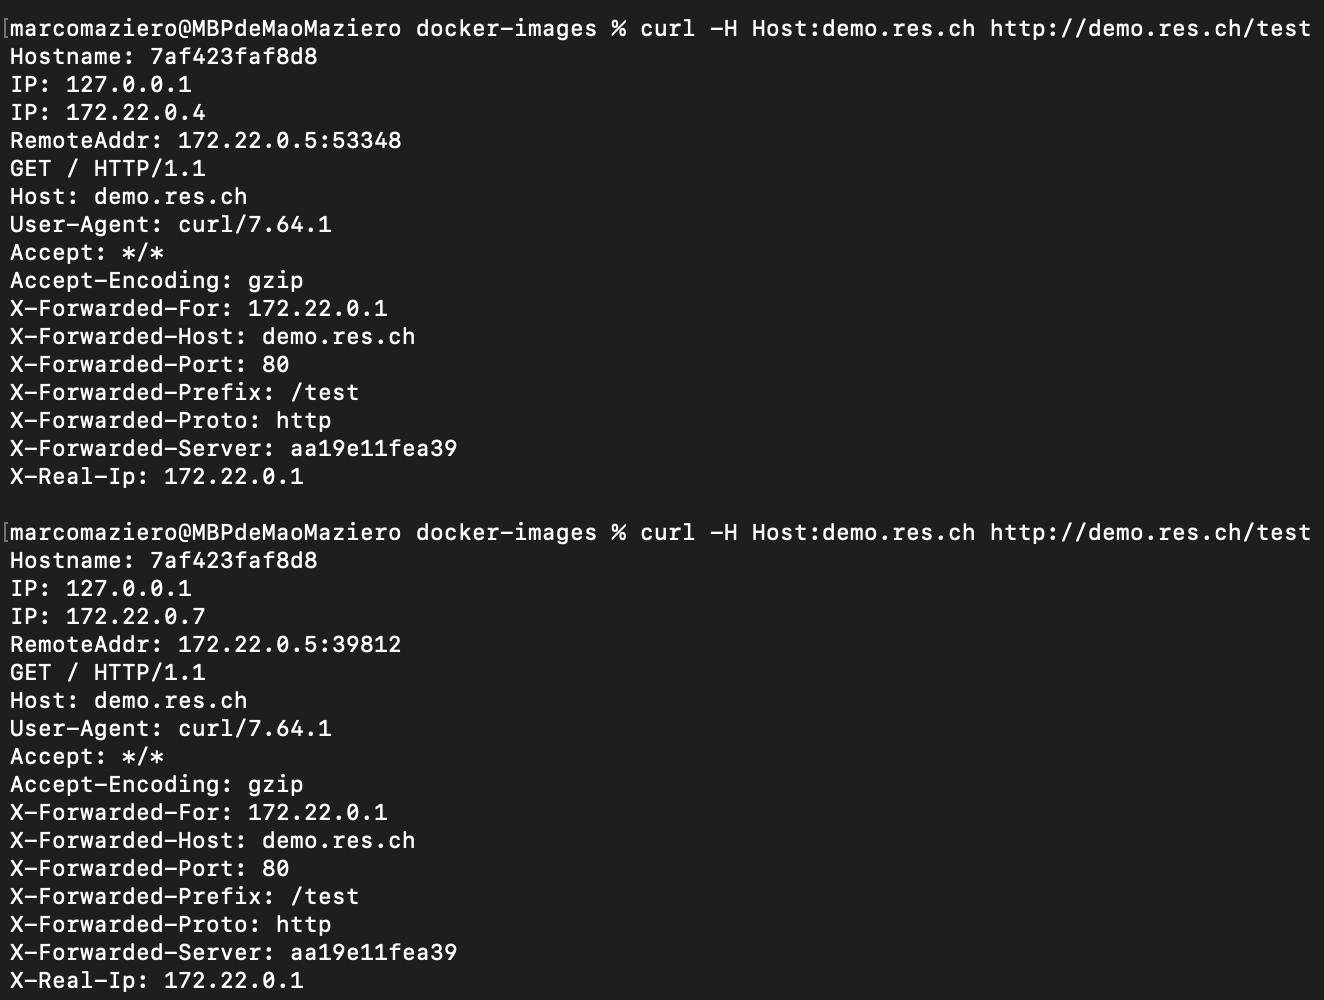 marcomaziero@MBPdeMaoMaziero docker-images % curl -H Host:demo.res.ch http://demo.res.ch/test
Hostname: 7af423faf8d8
IP: 127.0.0.1
IP: 172.22.0.4
RemoteAddr: 172.22.0.5:53348
GET / HTTP/1.1
Host: demo.res.ch
User-Agent: curl/7.64.1
Accept: */*
Accept-Encoding: gzip
X-Forwarded-For: 172.22.0.1
X-Forwarded-Host: demo.res.ch
X-Forwarded-Port: 80
X-Forwarded-Prefix: /test
X-Forwarded-Proto: http
X-Forwarded-Server: aa19e11fea39
X-Real-Ip: 172.22.0.1

marcomaziero@MBPdeMaoMaziero docker-images % curl -H Host:demo.res.ch http://demo.res.ch/test
Hostname: 7af423faf8d8
IP: 127.0.0.1
IP: 172.22.0.7
RemoteAddr: 172.22.0.5:39812
GET / HTTP/1.1
Host: demo.res.ch
User-Agent: curl/7.64.1
Accept: */*
Accept-Encoding: gzip
X-Forwarded-For: 172.22.0.1
X-Forwarded-Host: demo.res.ch
X-Forwarded-Port: 80
X-Forwarded-Prefix: /test
X-Forwarded-Proto: http
X-Forwarded-Server: aa19e11fea39
X-Real-Ip: 172.22.0.1